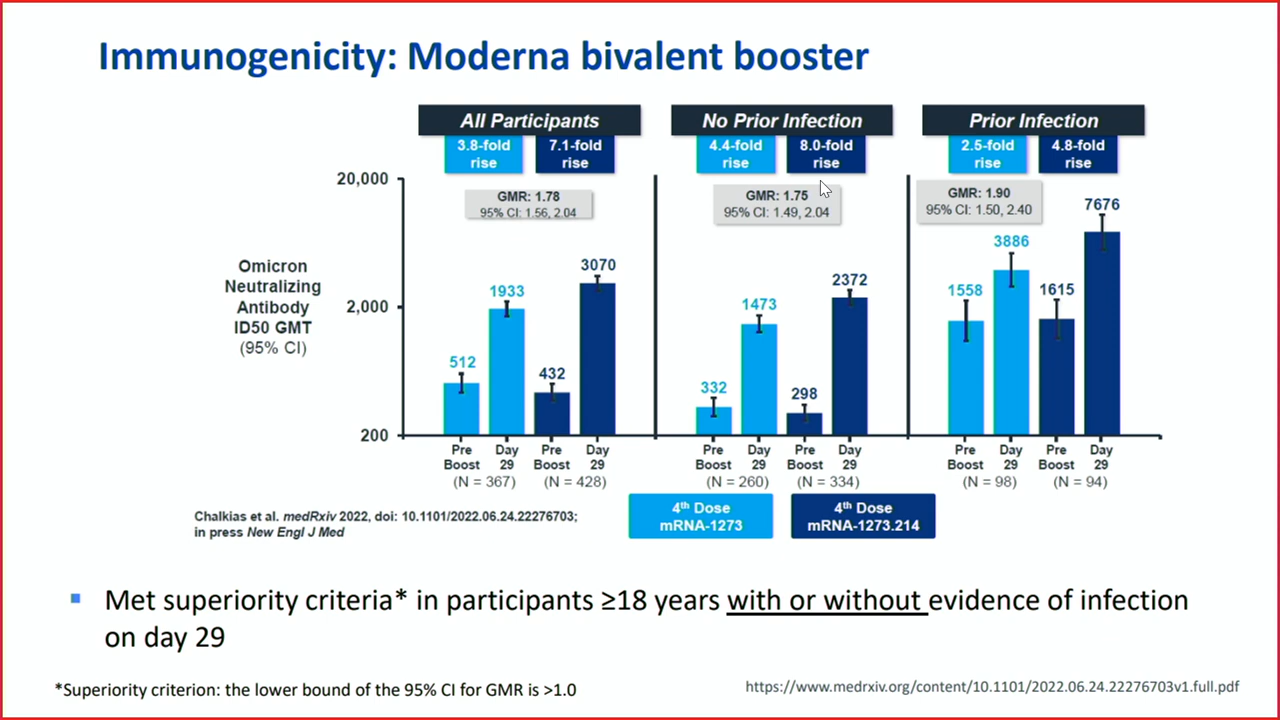 Immunogenicity: Moderna bivalent booster
All Participants
3.8-fold
rise
7.1-fold
rise
GMR: 1.78
95% CI: 1.56, 2.04
No Prior Infection
4.4-fold
rise
8.0-fold
rise
GMR: 1.75
95% CI: 1.49, 2.04
Prior Infection
2.5-fold
rise
4.8-fold
rise
GMR: 1.90
95% CI: 1.50, 2.40
Omicron
Neutralizing
Antibody
ID50 GMT
(95% CI)
20,000
2,000
200
512
1933
432
3070
332
1473
298
2372
1558
3886
1615
7676
Pre
Boost
Day
29
Pre
Boost
Day
29
(N = 367)
(N = 428)
Pre
Boost
Day
29
Pre
Boost
Day
29
(N = 260)
(N = 334)
Pre
Boost
Day
29
Pre
Boost
Day
29
(N = 98)
(N = 94)
4th Dose
mRNA-1273
4th Dose
mRNA-1273.214
Chalkias et al. medRxiv 2022, doi: 10.1101/2022.06.24.22276703;
in press New Engl J Med
▪ Met superiority criteria* in participants ≥18 years with or without evidence of infection
on day 29
*Superiority criterion: the lower bound of the 95% CI for GMR is >1.0
https://www.medrxiv.org/content/10.1101/2022.06.24.22276703v1.full.pdf